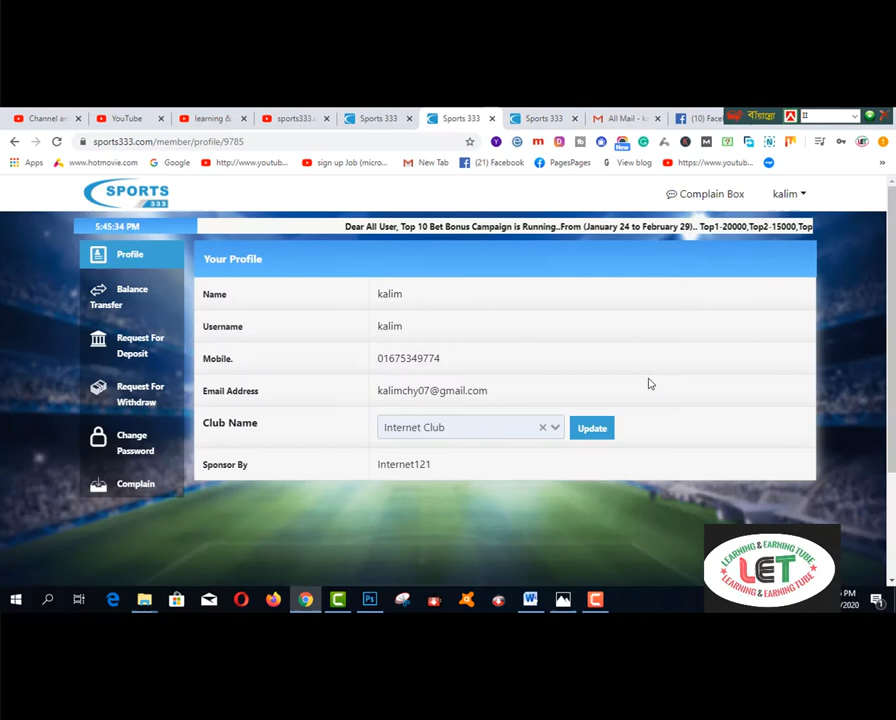 Channel an
YouTube
learning &
sports333.c
Sports 333
Sports 333
Sports 333
All Mail - ka
(10) Face
বায়ান্নো
sports333.com/member/profile/9785
Apps
www.hotmovie.com
Google
http://www.youtub...
sign up Job (micro...
New Tab
(21) Facebook
PagesPages
View blog
https://www.youtu...
SPORTS
333
Complain Box
kalim
5:45:34 PM
Dear All User, Top 10 Bet Bonus Campaign is Running..From (January 24 to February 29).. Top1-20000,Top2-15000,Top
Profile
Balance
Transfer
Request For
Deposit
Request For
Withdraw
Change
Password
Complain
Your Profile
Name kalim
Username kalim
Mobile. 01675349774
Email Address kalimchy07@gmail.com
Club Name Internet Club Update
Sponsor By Internet121
LEARNING & EARNING TUBE
LET
LEARNING & EARNING TUBE
PM
/2020